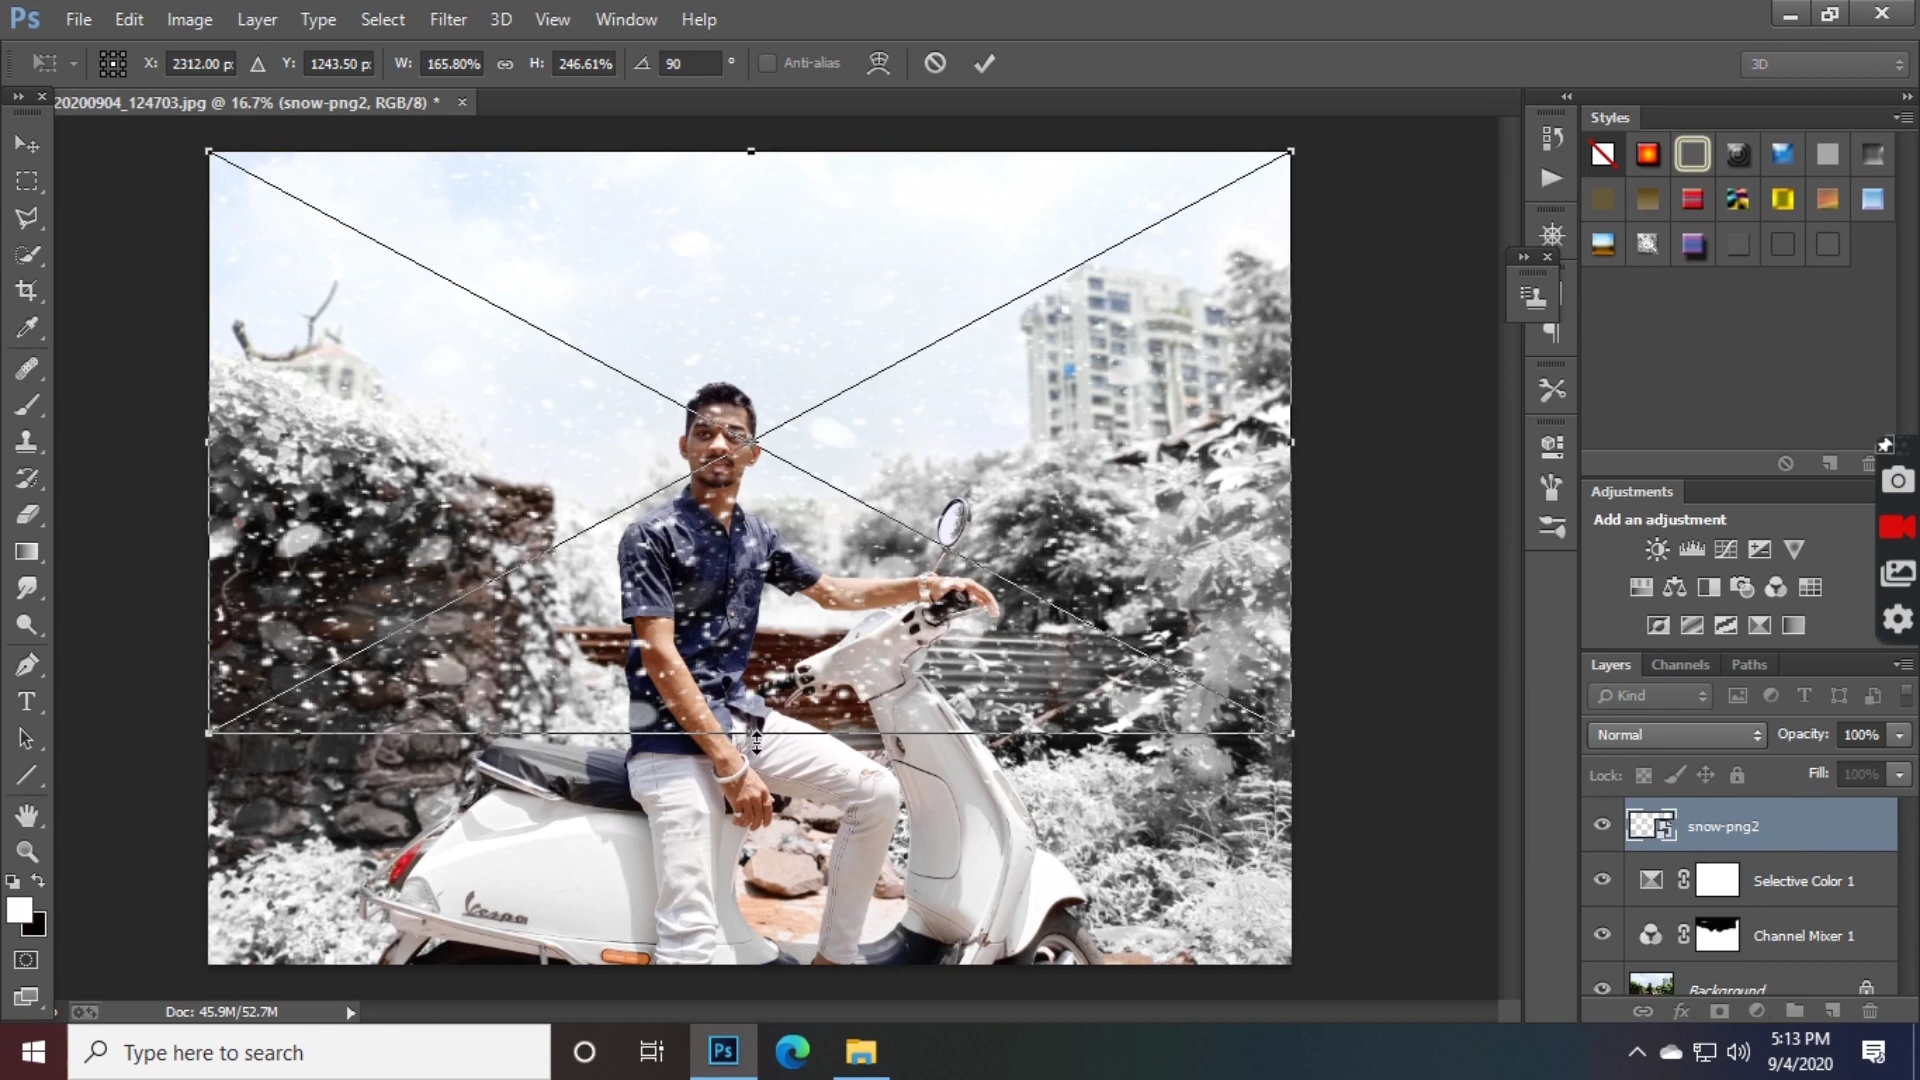 Ps File Edit Image Layer Type Select Filter 3D View Window Help
X: 2312.00 p: Y: 1243.50 p: W: 165.80% H: 246.61% 90 ° Anti-alias 3D
20200904_124703.jpg @ 16.7% (snow-png2, RGB/8) *
Styles
Adjustments
Add an adjustment
Layers Channels Paths
Kind
Normal Opacity: 100%
Lock: Fill: 100%
snow-png2
Selective Color 1
Channel Mixer 1
Background
Vespa
T
Doc: 45.9M/52.7M
Type here to search
Ps
5:13 PM
9/4/2020